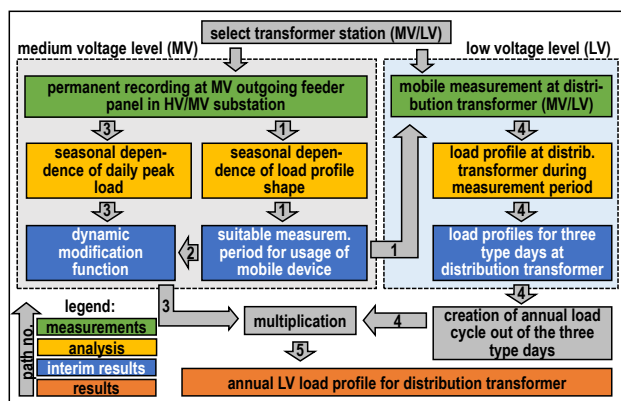 select transformer station (MV/LV)
medium voltage level (MV)
low voltage level (LV)
permanent recording at MV outgoing feeder
panel in HV/MV substation
mobile measurement at distri-
bution transformer (MV/LV)
3
1
4
seasonal depen-
dence of daily peak
load
seasonal depen-
dence of load profile
shape
load profile at distrib.
transformer during
measurement period
3
1
4
dynamic
modification
function
2
suitable measurem.
period for usage of
mobile device
1
load profiles for three
type days at
distribution transformer
3
4
legend:
path no.
measurements
analysis
interim results
results
multiplication
4
creation of annual load
cycle out of the three
type days
5
annual LV load profile for distribution transformer